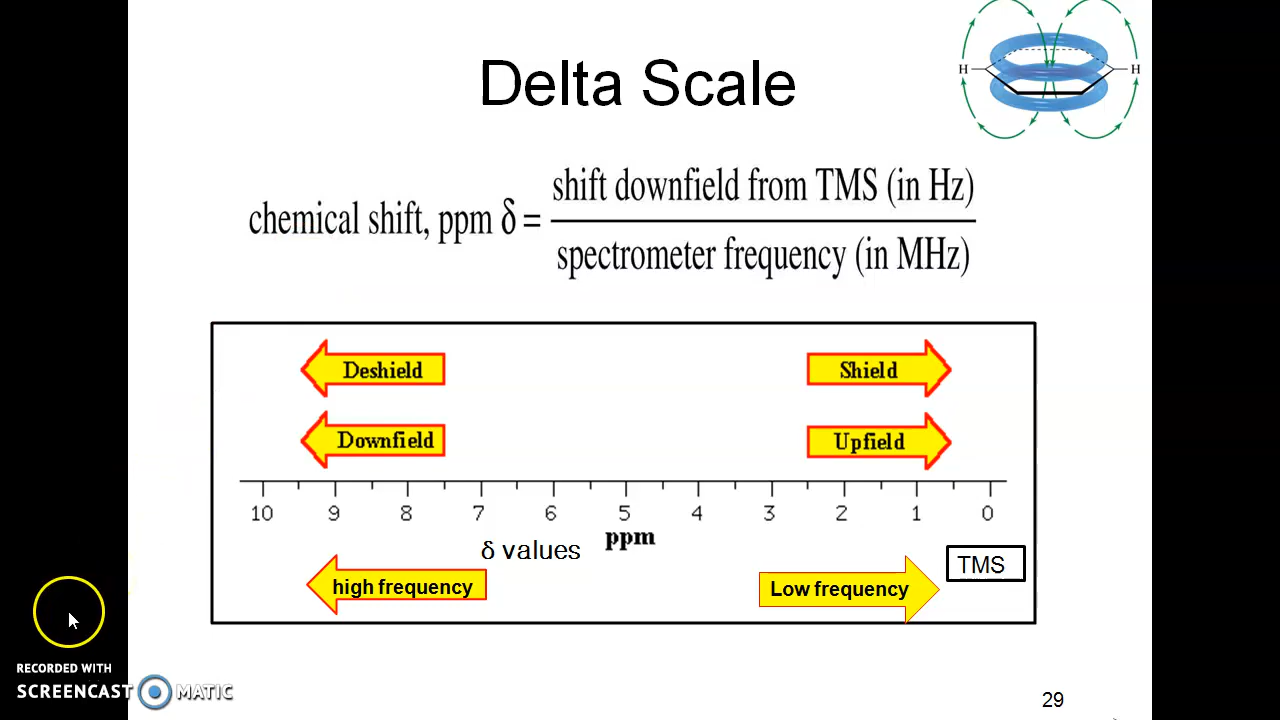 Delta Scale
H H
chemical shift, ppm δ = shift downfield from TMS (in Hz)
spectrometer frequency (in MHz)
Deshield Shield
Downfield Upfield
10 9 8 7 6 5 4 3 2 1 0
ppm
δ values
TMS
high frequency Low frequency
RECORDED WITH
SCREENCAST MATIC
29